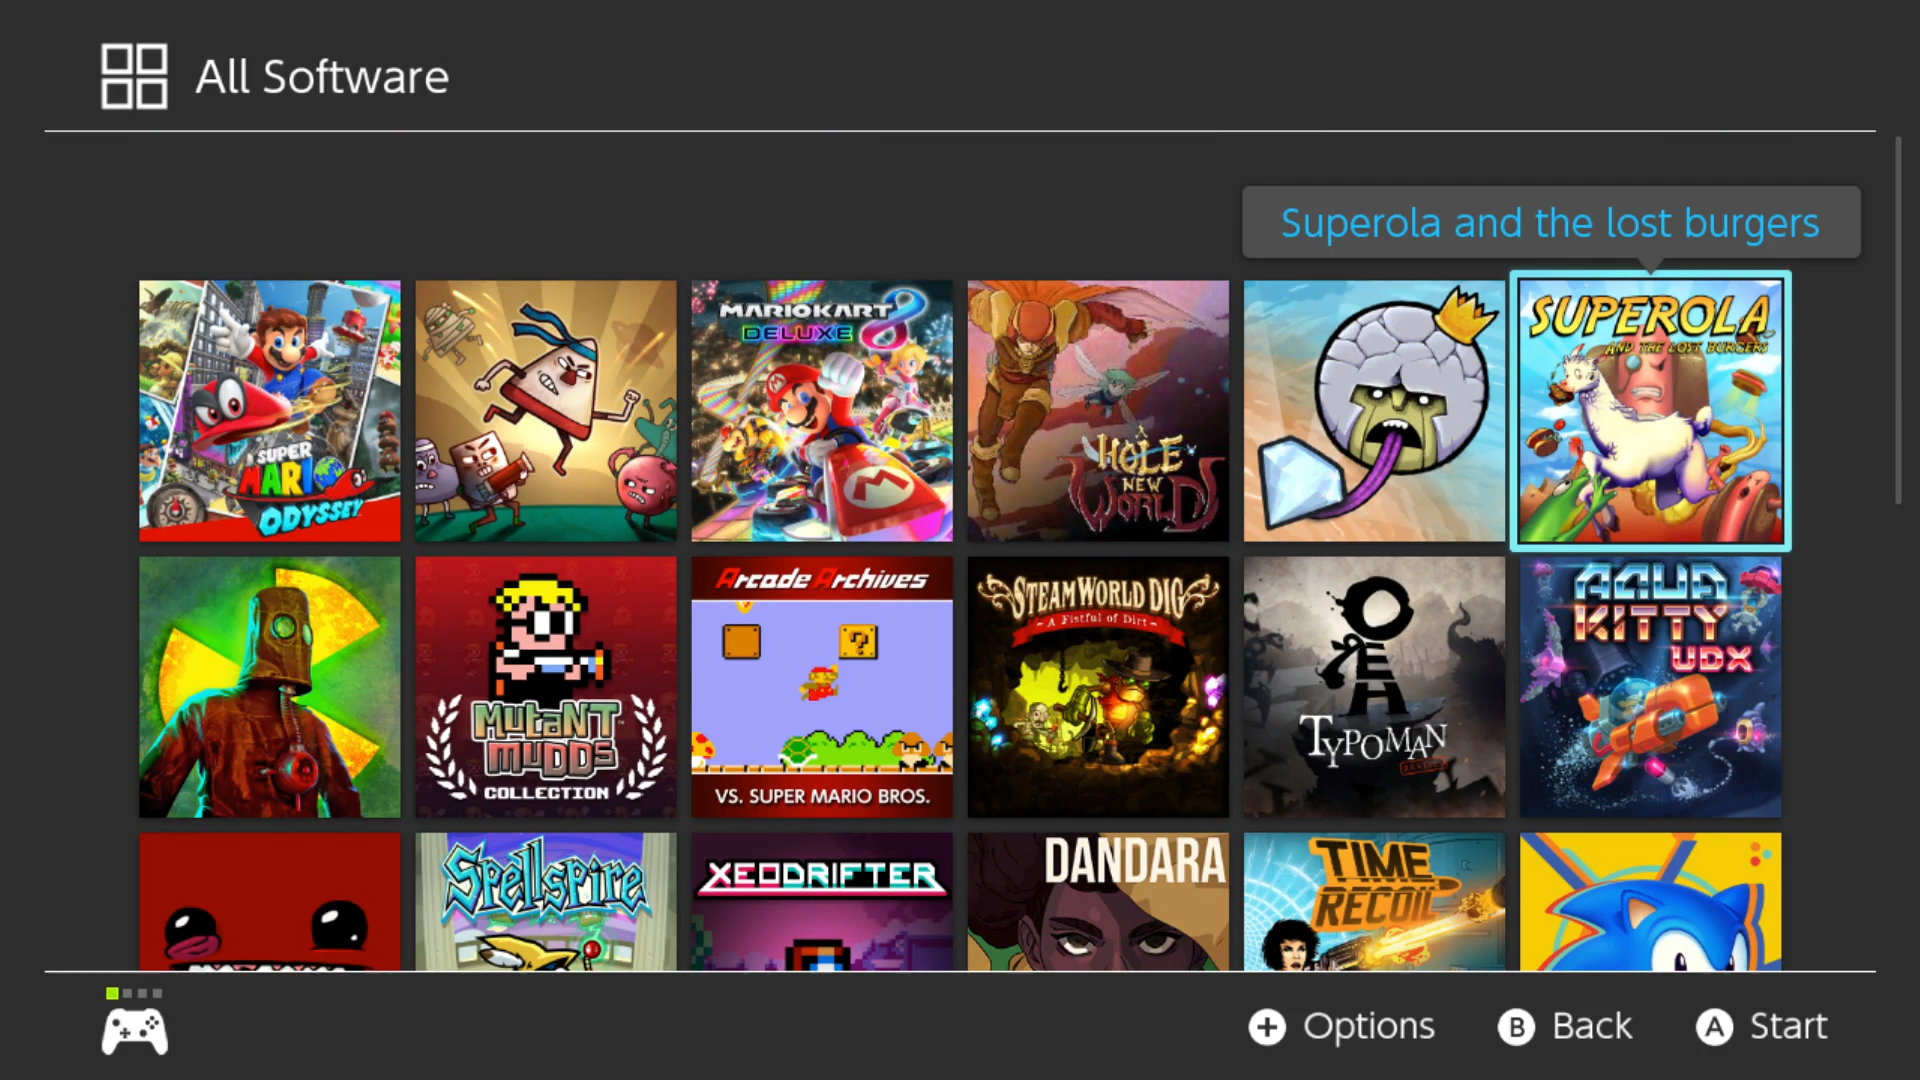 All Software
Superola and the lost burgers
SUPER
MARIO
ODYSSEY
MARIOKART 8
DELUXE
A
HOLE
NEW
WORLD
SUPEROLA
AND THE LOST BURGERS
MUTANT
MUDDS
COLLECTION
Arcade Archives
?
VS. SUPER MARIO BROS.
STEAMWORLD DIG
- A Fistful of Dirt -
TYPOMAN
AQUA
KITTY
UDX
Spellspire
XEODRIFTER
DANDARA
TIME
RECOIL
+ Options
B Back
A Start